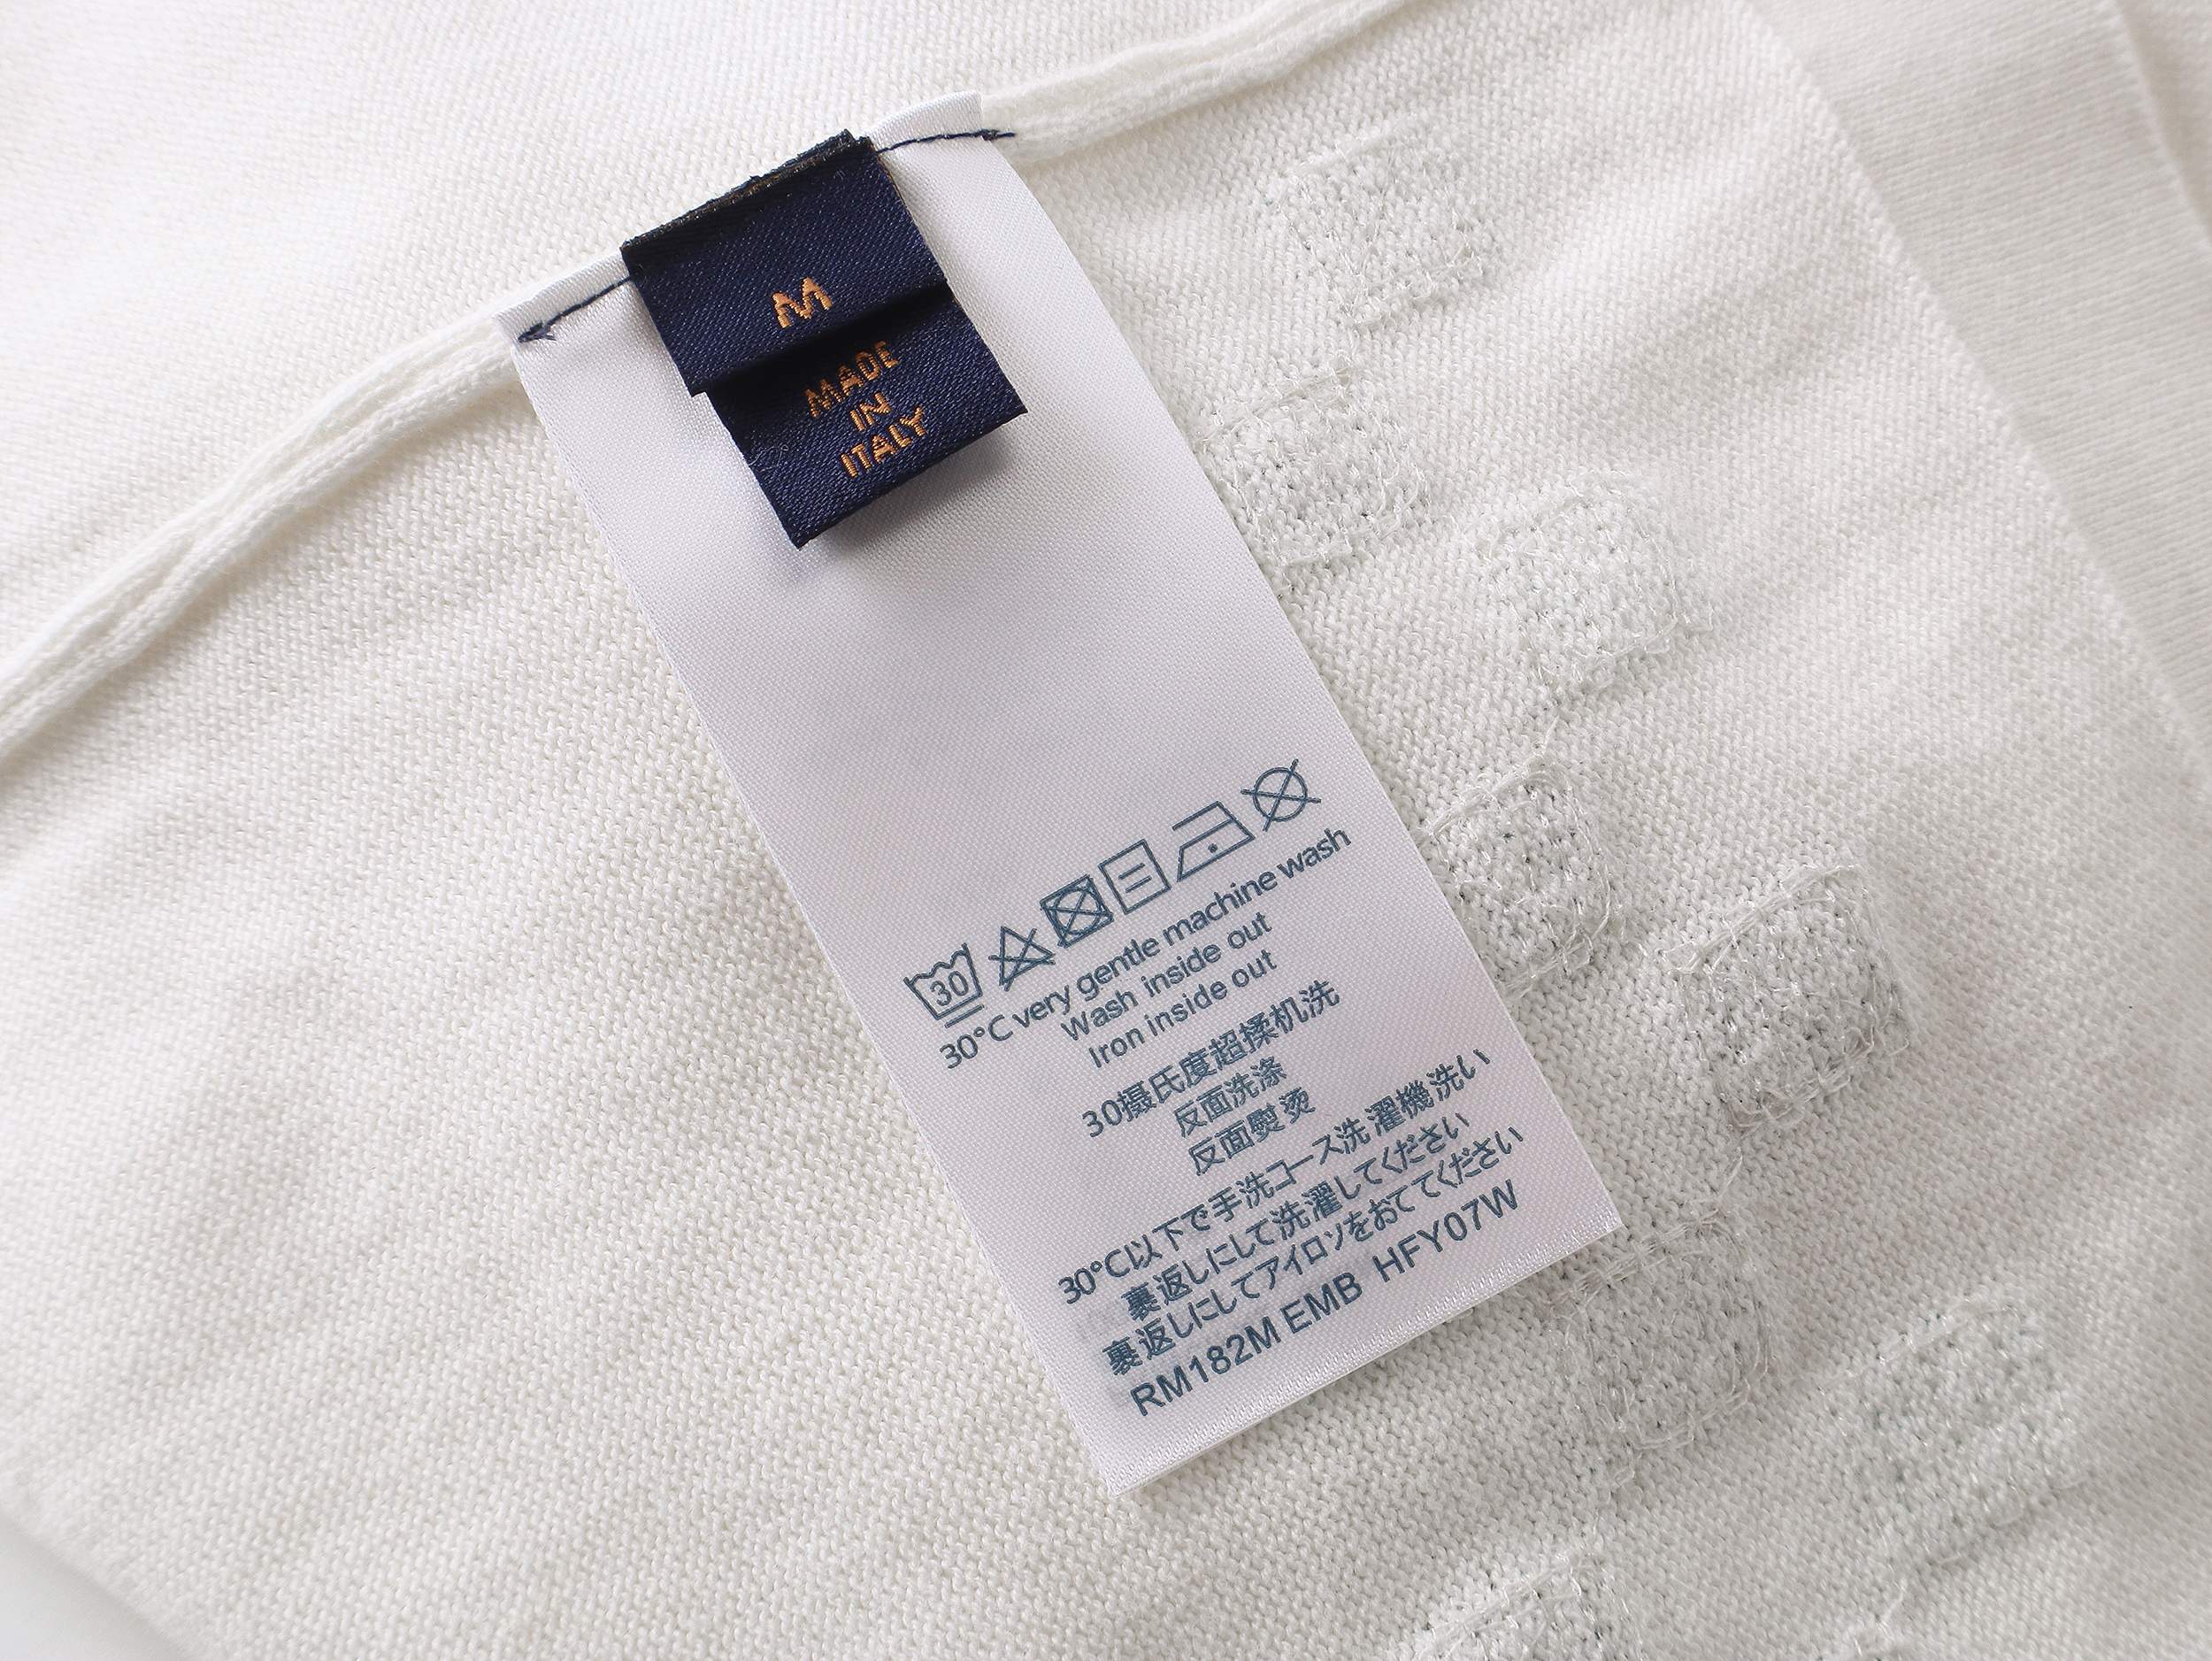 M
MADE
IN
ITALY
30
30°C very gentle machine wash
Wash inside out
Iron inside out
30摄氏度超揉机洗
反面洗涤
反面熨烫
30°C以下で手洗コース洗濯機洗い
裏返しにして洗濯してください
裏返しにしてアイロソをおててください
RM182M EMB HFY07W